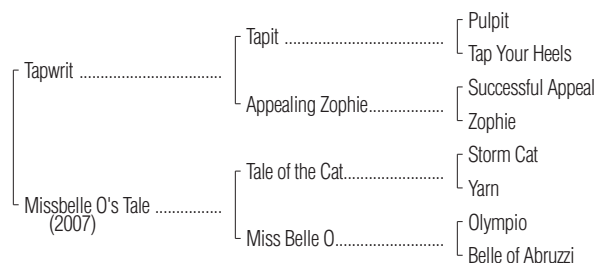 Pulpit
Tapit ........................................
Tap Your Heels
Tapwrit ....................................
Successful Appeal
Appealing Zophie...................
Zophie
Storm Cat
Tale of the Cat.........................
Yarn
Missbelle O's Tale .................
(2007)
Olympio
Miss Belle O...........................
Belle of Abruzzi